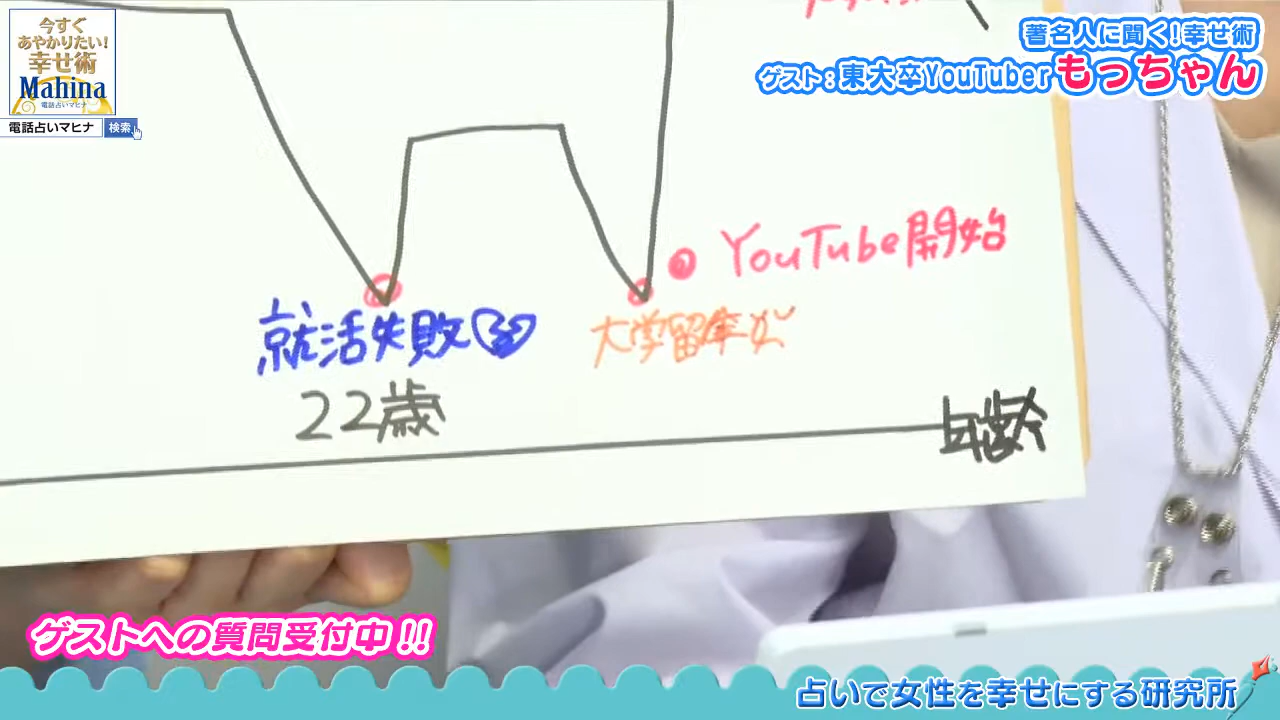 今すぐ
あやかりたい!
幸せ術
Mahina
電話占いマヒナ
電話占いマヒナ 検索
著名人に聞く!幸せ術
ゲスト:東大卒YouTuber もっちゃん
YouTube開始
就活失敗
大学留年
22歳
年齢
ゲストへの質問受付中!!
占いで女性を幸せにする研究所